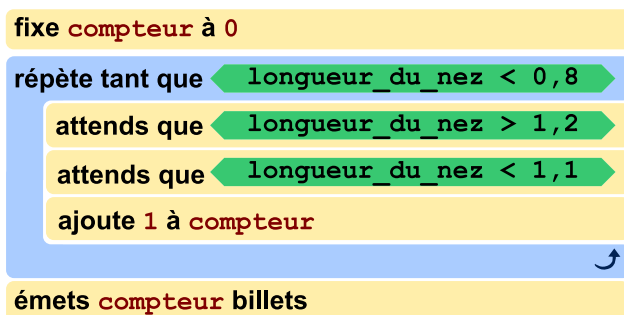 fixe compteur à 0
répète tant que longueur_du_nez < 0,8
attends que longueur_du_nez > 1,2
attends que longueur_du_nez < 1,1
ajoute 1 à compteur
émets compteur billets